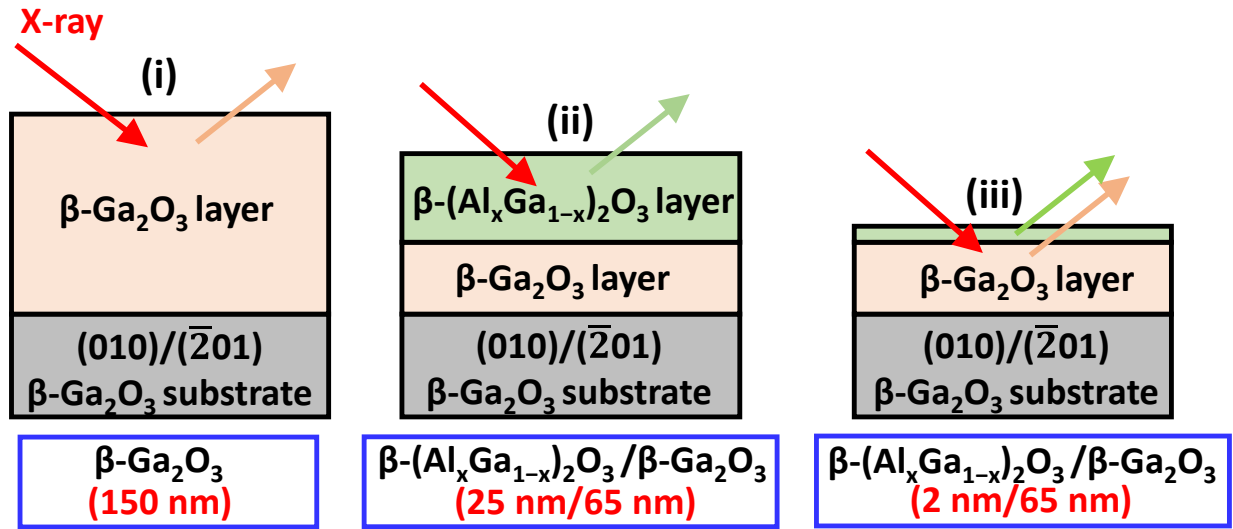 X-ray
(i)
β-Ga₂O₃ layer
(010)/(2̅01)
β-Ga₂O₃ substrate
β-Ga₂O₃
(150 nm)
(ii)
β-(AlₓGa₁₋ₓ)₂O₃ layer
β-Ga₂O₃ layer
(010)/(2̅01)
β-Ga₂O₃ substrate
β-(AlₓGa₁₋ₓ)₂O₃/β-Ga₂O₃
(25 nm/65 nm)
(iii)
β-Ga₂O₃ layer
(010)/(2̅01)
β-Ga₂O₃ substrate
β-(AlₓGa₁₋ₓ)₂O₃/β-Ga₂O₃
(2 nm/65 nm)